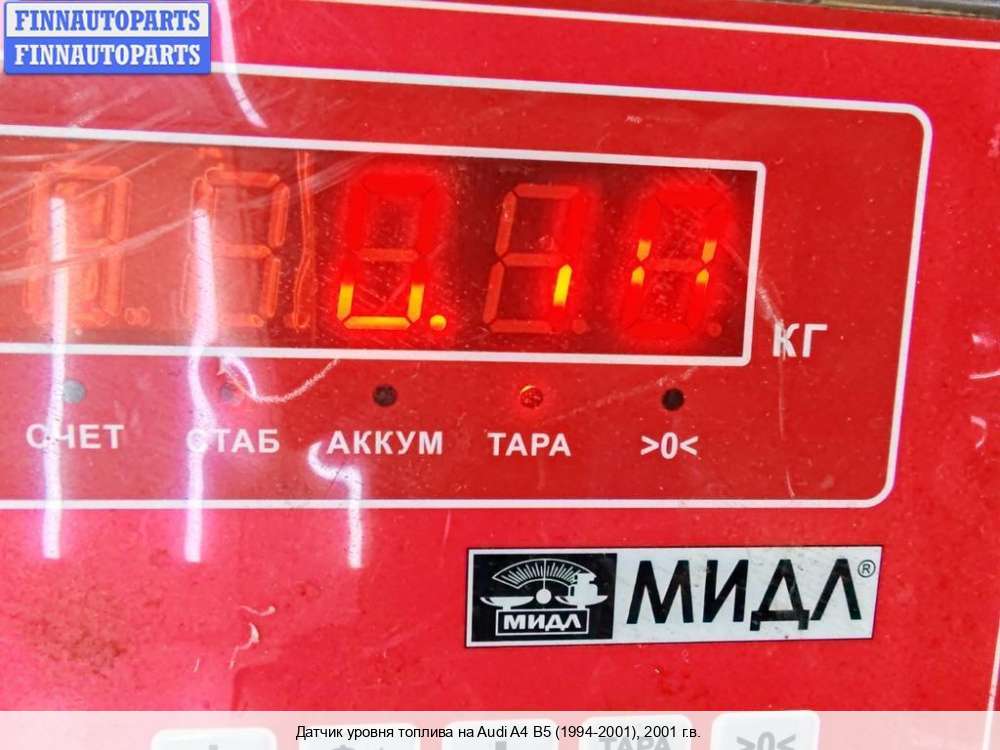 FINNAUTOPARTS
FINNAUTOPARTS
КГ
СЧЕТ СТАБ АККУМ ТАРА >0<
МИДЛ МИДЛ®
ТАРА >0<
Датчик уровня топлива на Audi A4 B5 (1994-2001), 2001 г.в.